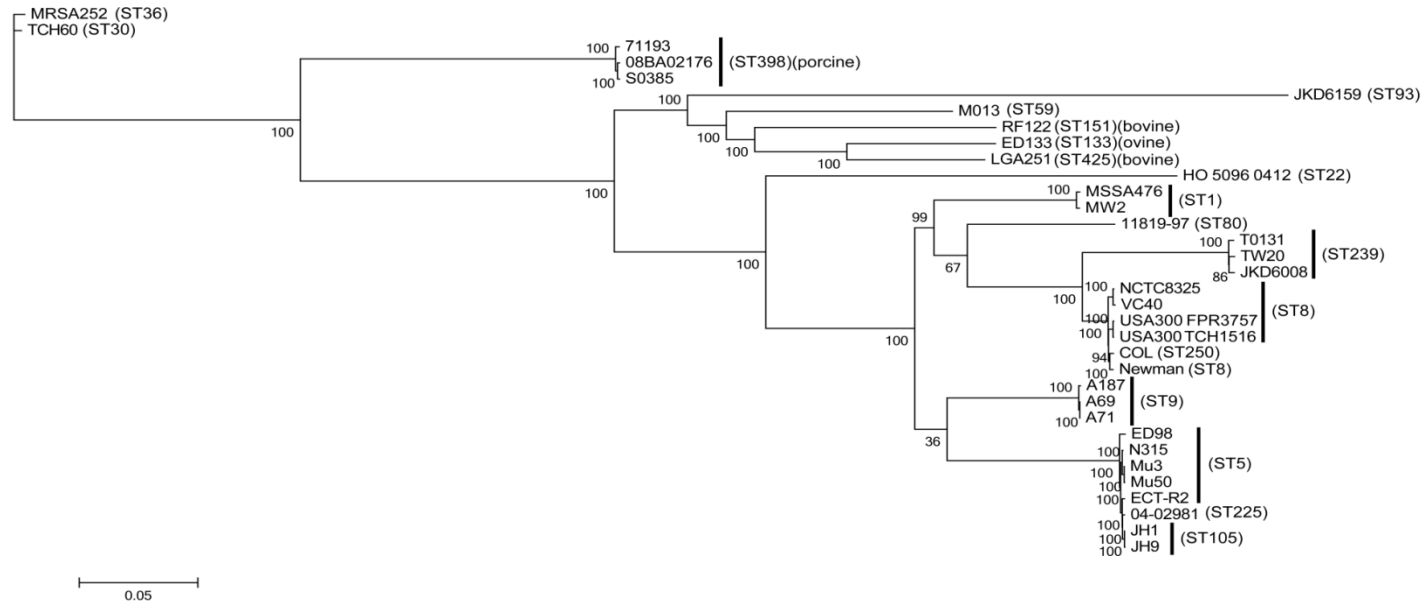 MRSA252 (ST36)
TCH60 (ST30)
100
71193
08BA02176
(ST398)(porcine)
100
S0385
100
JKD6159 (ST93)
100
M013 (ST59)
100
RF122 (ST151)(bovine)
100
ED133 (ST133)(ovine)
100
LGA251 (ST425)(bovine)
100
HO 5096 0412 (ST22)
100
MSSA476
(ST1)
MW2
99
11819-97 (ST80)
100
T0131
TW20
(ST239)
67
86
JKD6008
100
100
NCTC8325
VC40
(ST8)
100
USA300 FPR3757
100
USA300 TCH1516
94
COL (ST250)
100
Newman (ST8)
100
100
100
A187
A69
(ST9)
100
A71
36
ED98
100
N315
(ST5)
100
Mu3
100
Mu50
100
ECT-R2
04-02981 (ST225)
100
JH1
100
(ST105)
100
JH9
0.05